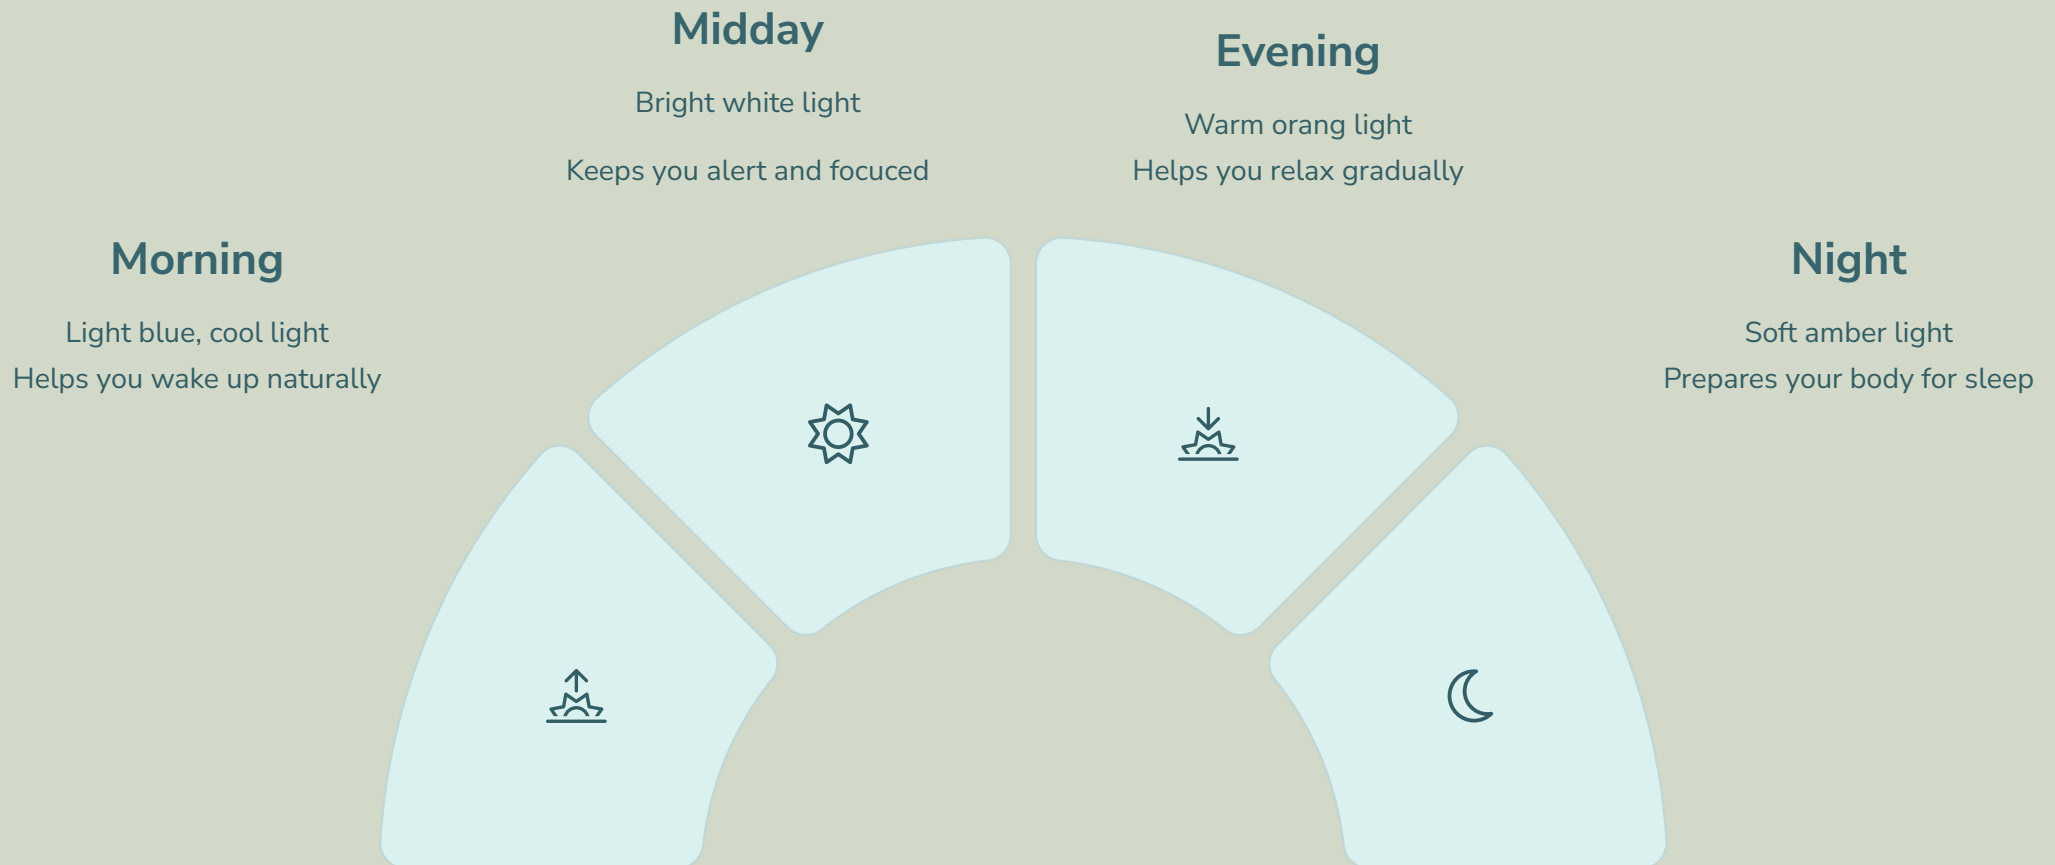 Morning
Light blue, cool light
Helps you wake up naturally
Midday
Bright white light
Keeps you alert and focuced
Evening
Warm orang light
Helps you relax gradually
Night
Soft amber light
Prepares your body for sleep